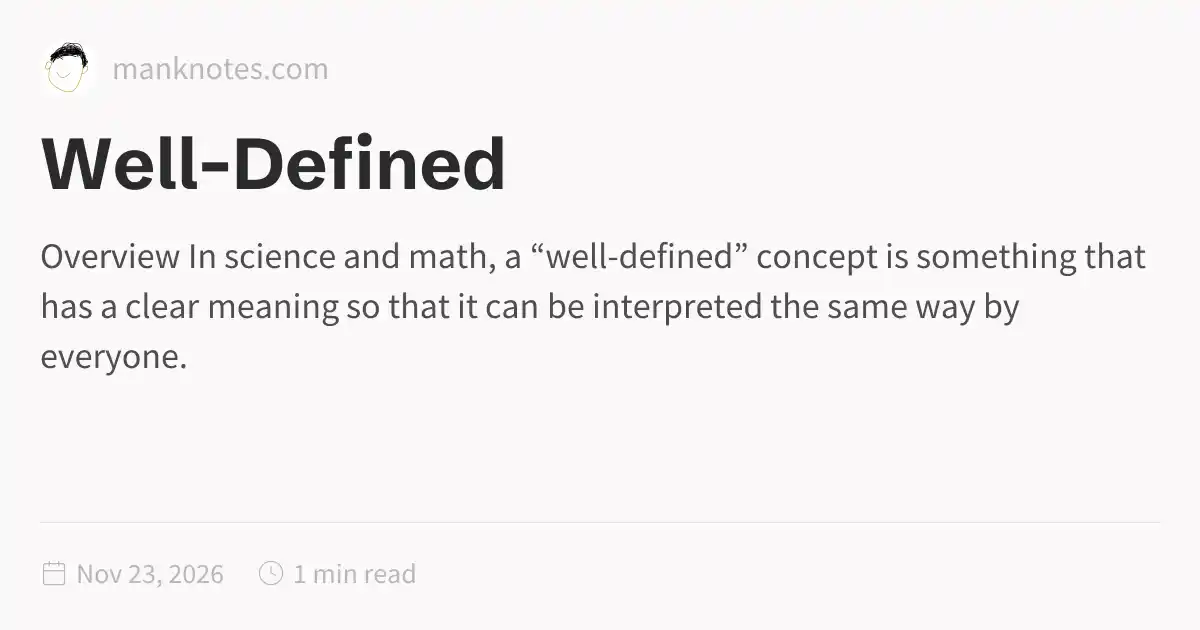 manknotes.com
Well-Defined
Overview In science and math, a “well-defined” concept is something that
has a clear meaning so that it can be interpreted the same way by
everyone.
Nov 23, 2026 1 min read